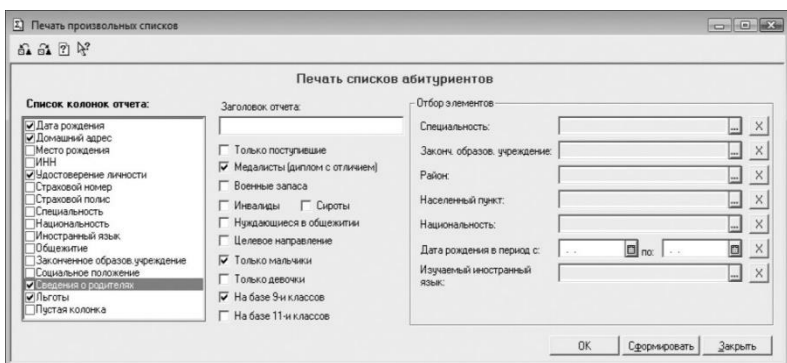 Печать произвольных списков
Печать списков абитуриентов
Список колонок отчета:
Дата рождения
Домашний адрес
Место рождения
ИНН
Удостоверение личности
Страховой номер
Страховой полис
Специальность
Национальность
Иностранный язык
Общежитие
Законченное образов.учреждение
Социальное положение
Сведения о родителях
Льготы
Пустая колонка
Заголовок отчета:
Только поступившие
Медалисты (диплом с отличием)
Военные запаса
Инвалиды Сироты
Нуждающиеся в общежитии
Целевое направление
Только мальчики
Только девочки
На базе 9-и классов
На базе 11-и классов
Отбор элементов
Специальность: ... X
Законч. образов. учреждение: ... X
Район: ... X
Населенный пункт: ... X
Национальность: ... X
Дата рождения в период с: . . по: . . X
Изучаемый иностранный
язык: ... X
OK Сформировать Закрыть